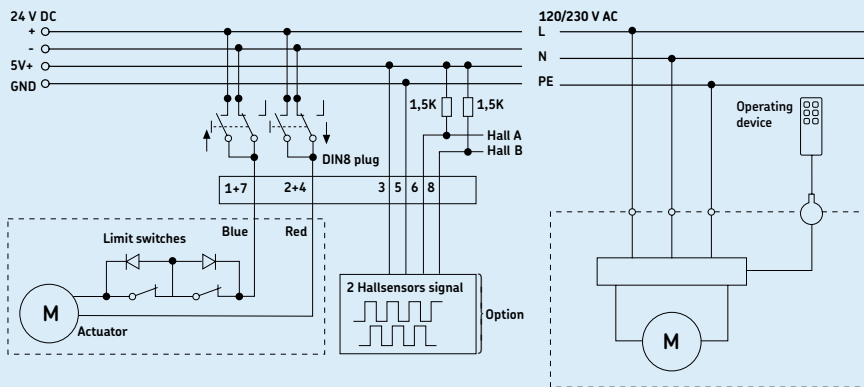 24 V DC
+
-
5V+
GND
120/230 V AC
L
N
PE
1,5K
1,5K
Hall A
Hall B
Operating
device
DIN8 plug
1+7
2+4
3
5
6
8
Blue
Red
Limit switches
M
Actuator
2 Hallsensors signal
Option
M